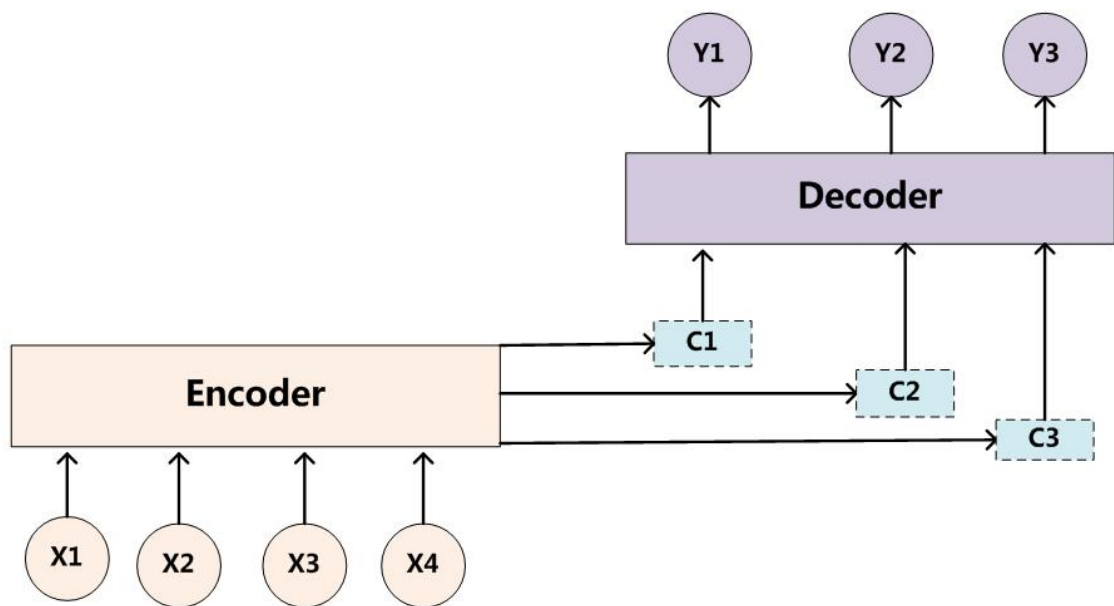 Y1 Y2 Y3
Decoder
C1
Encoder
C2
C3
X1 X2 X3 X4